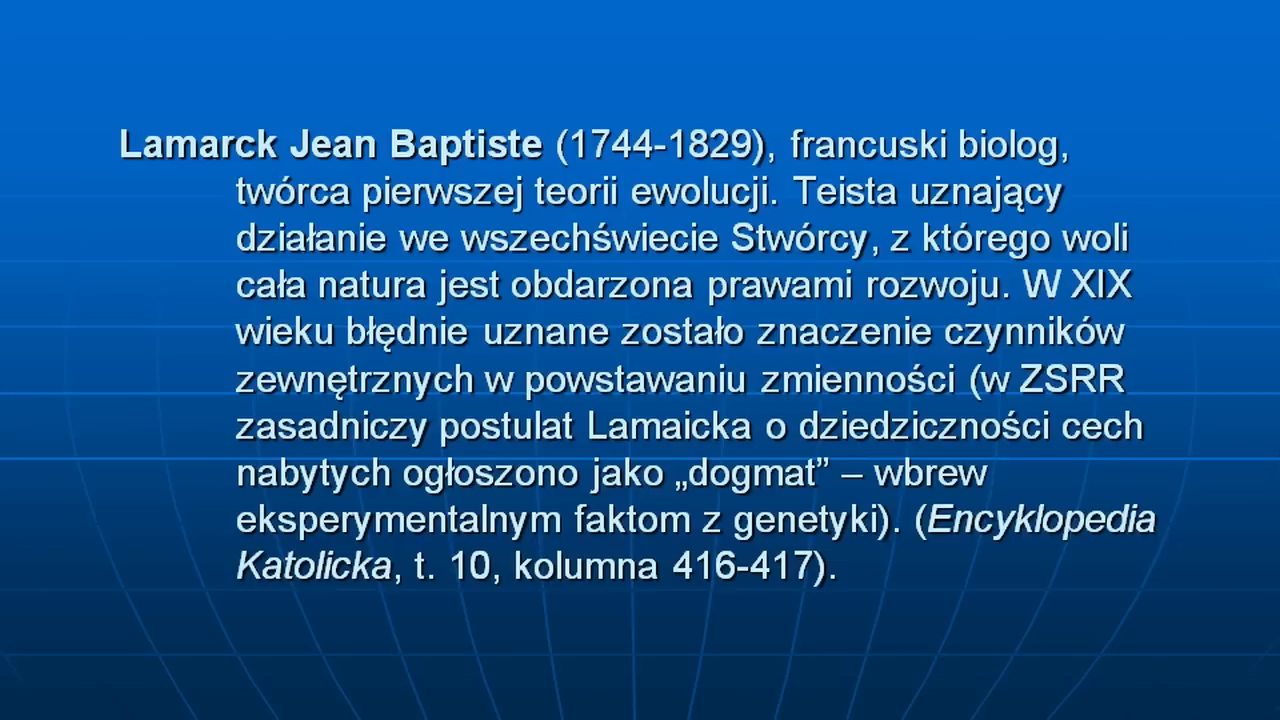 Lamarck Jean Baptiste (1744-1829), francuski biolog,
twórca pierwszej teorii ewolucji. Teista uznający
działanie we wszechświecie Stwórcy, z którego woli
cała natura jest obdarzona prawami rozwoju. W XIX
wieku błędnie uznane zostało znaczenie czynników
zewnętrznych w powstawaniu zmienności (w ZSRR
zasadniczy postulat Lamaicka o dziedziczności cech
nabytych ogłoszono jako „dogmat” – wbrew
eksperymentalnym faktom z genetyki). (Encyklopedia
Katolicka, t. 10, kolumna 416-417).